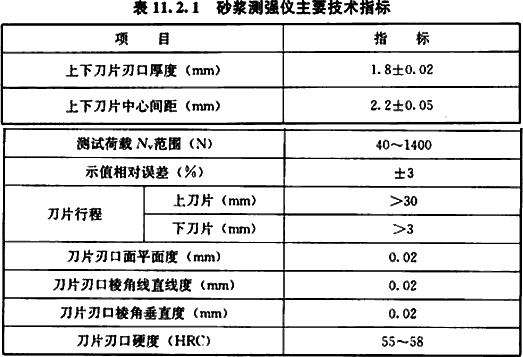 表 11.2.1 砂浆测强仪主要技术指标
项 目 指 标
上下刀片刃口厚度（mm） 1.8±0.02
上下刀片中心间距（mm） 2.2±0.05
测试荷载 Nv范围（N） 40～1400
示值相对误差（%） ±3
刀片行程 上刀片（mm） >30
下刀片（mm） >3
刀片刃口面平面度（mm） 0.02
刀片刃口棱角线直线度（mm） 0.02
刀片刃口棱角垂直度（mm） 0.02
刀片刃口硬度（HRC） 55～58